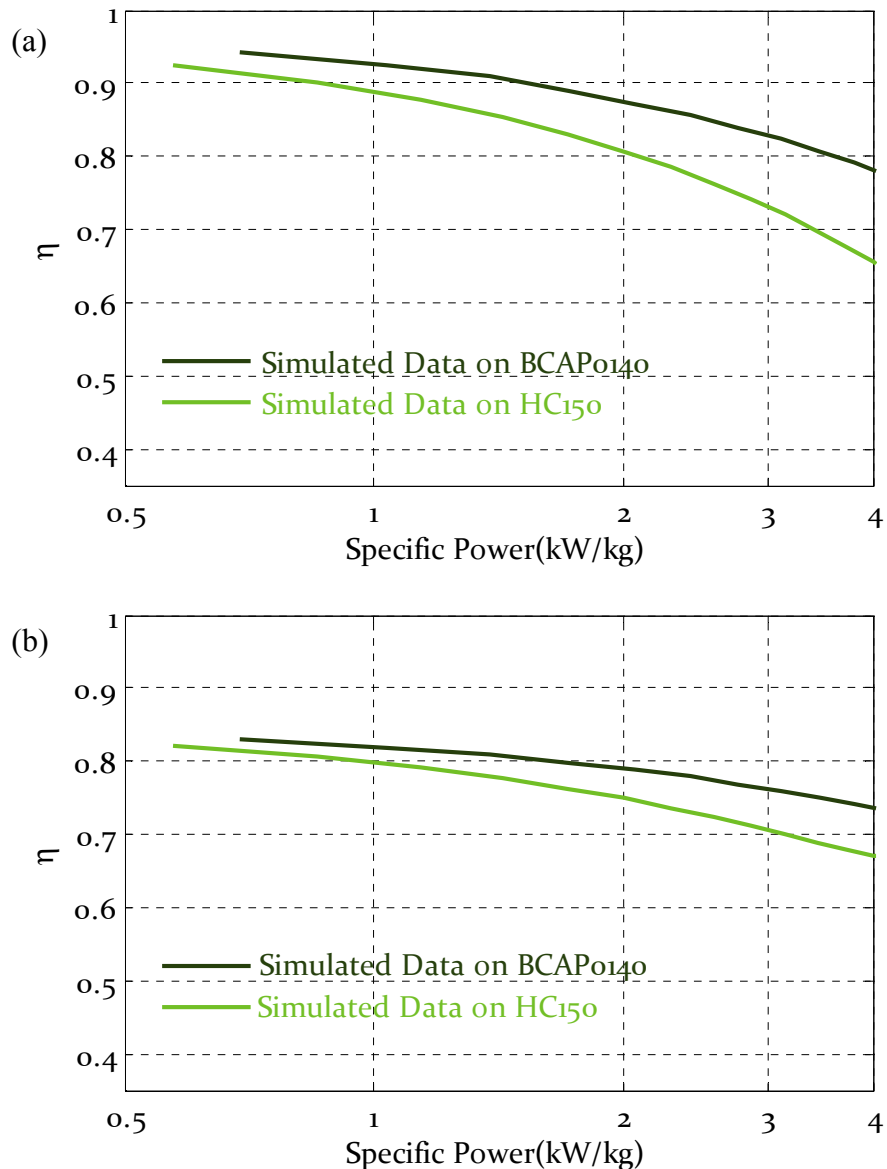 (a)
1
0.9
0.8
0.7
0.6
0.5
0.4
η
Simulated Data on BCAP0140
Simulated Data on HC150
0.5 1 2 3 4
Specific Power(kW/kg)
(b)
1
0.9
0.8
0.7
0.6
0.5
0.4
η
Simulated Data on BCAP0140
Simulated Data on HC150
0.5 1 2 3 4
Specific Power(kW/kg)